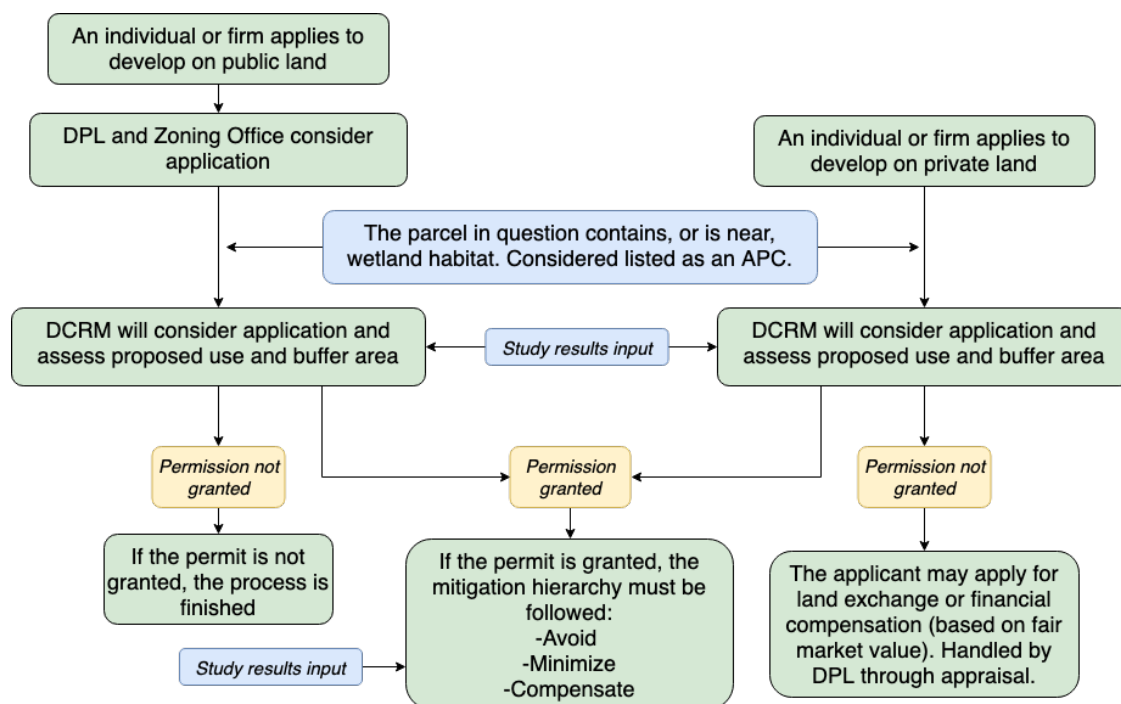 An individual or firm applies to
develop on public land
DPL and Zoning Office consider
application
An individual or firm applies to
develop on private land
The parcel in question contains, or is near,
wetland habitat. Considered listed as an APC.
DCRM will consider application and
assess proposed use and buffer area
Study results input
DCRM will consider application and
assess proposed use and buffer area
Permission not
granted
Permission
granted
Permission not
granted
If the permit is not
granted, the process is
finished
If the permit is granted, the
mitigation hierarchy must be
followed:
-Avoid
-Minimize
-Compensate
The applicant may apply for
land exchange or financial
compensation (based on fair
market value). Handled by
DPL through appraisal.
Study results input